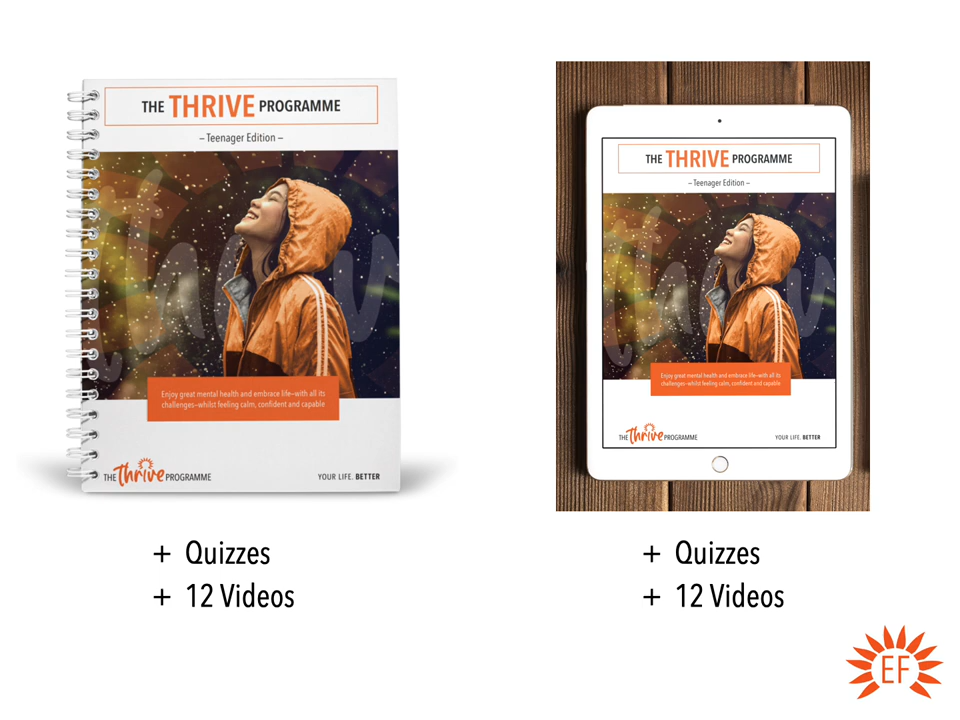 THE THRIVE PROGRAMME
– Teenager Edition –
thrive
Enjoy great mental health and embrace life–with all its
challenges–whilst feeling calm, confident and capable
THE thrive PROGRAMME
YOUR LIFE. BETTER
+ Quizzes
+ 12 Videos
THE THRIVE PROGRAMME
– Teenager Edition –
thrive
Enjoy great mental health and embrace life–with all its
challenges–whilst feeling calm, confident and capable
THE thrive PROGRAMME
YOUR LIFE. BETTER
+ Quizzes
+ 12 Videos
EF